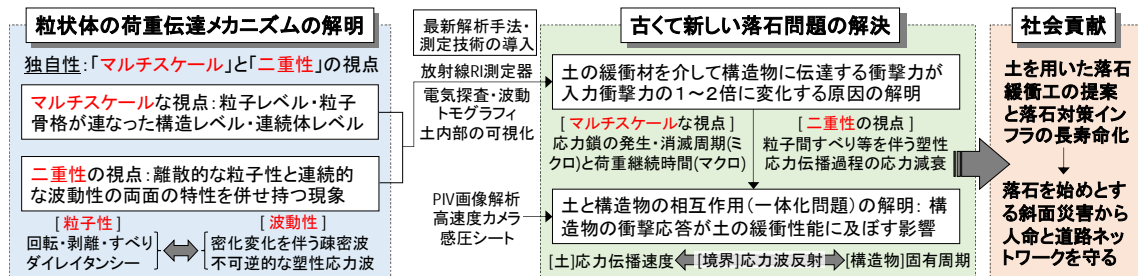 粒状体の荷重伝達メカニズムの解明
独自性:「マルチスケール」と「二重性」の視点
マルチスケールな視点:粒子レベル・粒子
骨格が連なった構造レベル・連続体レベル
二重性の視点:離散的な粒子性と連続的
な波動性の両面の特性を併せ持つ現象
[粒子性]
回転・剥離・すべり
ダイレイタンシー
[波動性]
密化変化を伴う疎密波
不可逆的な塑性応力波
最新解析手法・
測定技術の導入
放射線RI測定器
電気探査・波動
トモグラフィ
土内部の可視化
PIV画像解析
高速度カメラ
感圧シート
古くて新しい落石問題の解決
土の緩衝材を介して構造物に伝達する衝撃力が
入力衝撃力の1~2倍に変化する原因の解明
[マルチスケールな視点]
応力鎖の発生・消滅周期(ミ
クロ)と荷重継続時間(マクロ)
[二重性の視点]
粒子間すべり等を伴う塑性
応力伝播過程の応力減衰
土と構造物の相互作用(一体化問題)の解明:構
造物の衝撃応答が土の緩衝性能に及ぼす影響
[土]応力伝播速度 [境界]応力波反射 [構造物]固有周期
社会貢献
土を用いた落石
緩衝工の提案
と落石対策イン
フラの長寿命化
落石を始めとす
る斜面災害から
人命と道路ネッ
トワークを守る